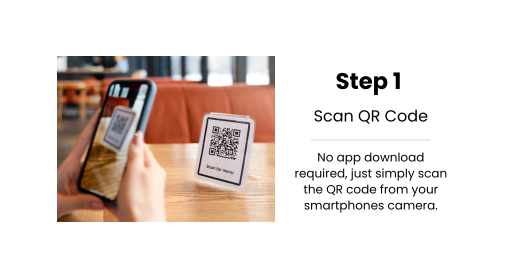 Step 1
Scan QR Code
No app download
required, just simply scan
the QR code from your
smartphones camera.
Scan for menu